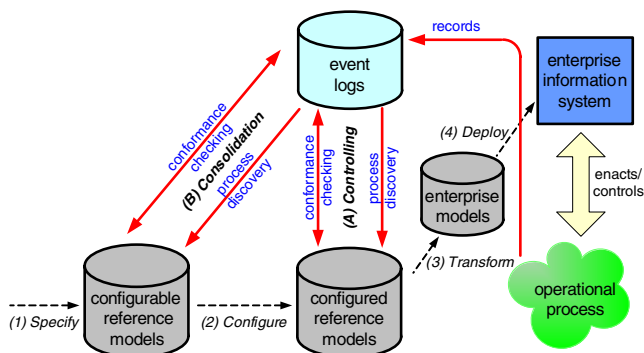 records
event
logs
enterprise
information
system
conformance
checking
(B) Consolidation
process
discovery
conformance
checking
(A) Controlling
process
discovery
(4) Deploy
enterprise
models
enacts/
controls
(3) Transform
configurable
reference
models
configured
reference
models
operational
process
(1) Specify
(2) Configure